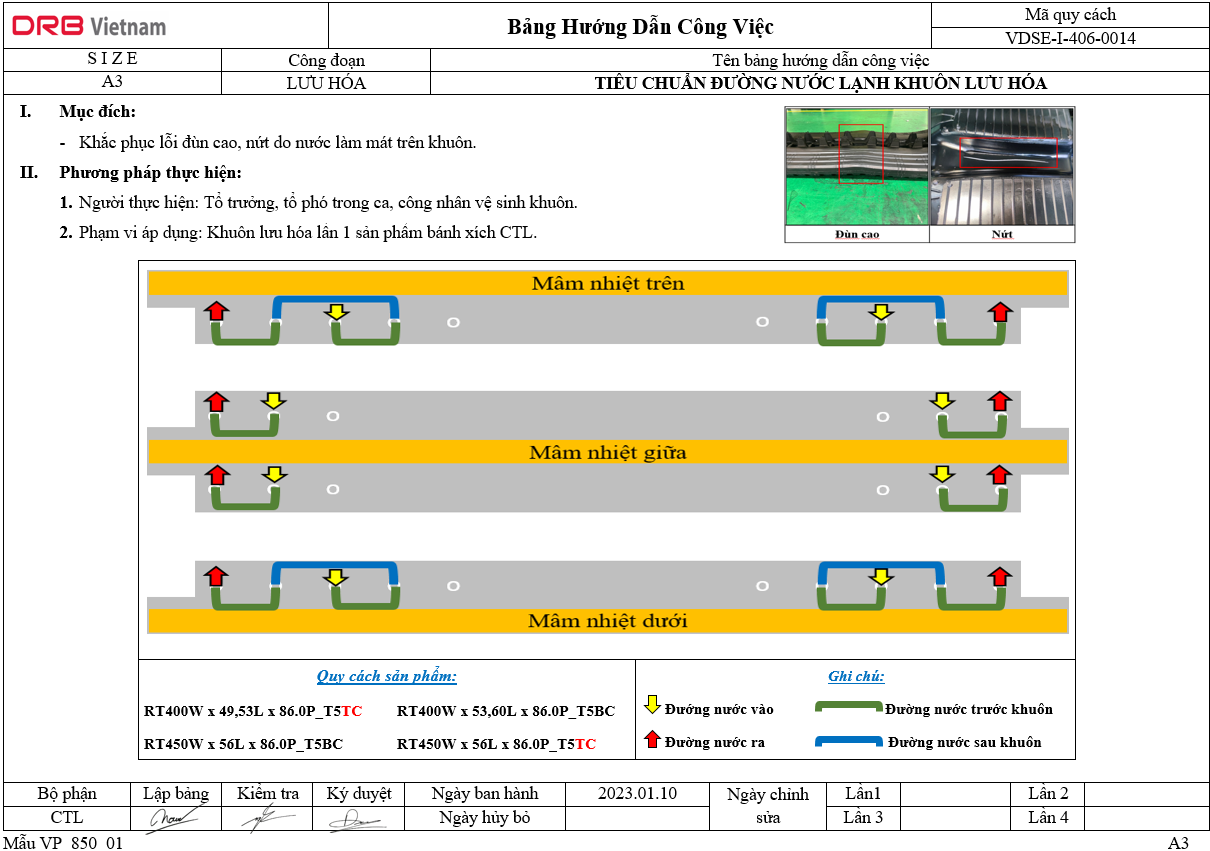 DRB Vietnam
Bảng Hướng Dẫn Công Việc
Mã quy cách
VDSE-I-406-0014
S I Z E
Công đoạn
Tên bảng hướng dẫn công việc
A3
LƯU HÓA
TIÊU CHUẨN ĐƯỜNG NƯỚC LẠNH KHUÔN LƯU HÓA
I. Mục đích:
- Khắc phục lỗi đùn cao, nứt do nước làm mát trên khuôn.
II. Phương pháp thực hiện:
1. Người thực hiện: Tổ trưởng, tổ phó trong ca, công nhân vệ sinh khuôn.
2. Phạm vi áp dụng: Khuôn lưu hóa lần 1 sản phẩm bánh xích CTL.
Đùn cao
Nứt
Mâm nhiệt trên
Mâm nhiệt giữa
Mâm nhiệt dưới
Quy cách sản phẩm:
RT400W x 49,53L x 86.0P_T5TC
RT400W x 53,60L x 86.0P_T5BC
RT450W x 56L x 86.0P_T5BC
RT450W x 56L x 86.0P_T5TC
Ghi chú:
Đướng nước vào
Đường nước trước khuôn
Đường nước ra
Đường nước sau khuôn
Bộ phận
Lập bảng
Kiểm tra
Ký duyệt
Ngày ban hành
2023.01.10
Ngày chỉnh sửa
Lần1
Lần 2
CTL
Ngày hủy bỏ
Lần 3
Lần 4
Mẫu VP_850_01
A3